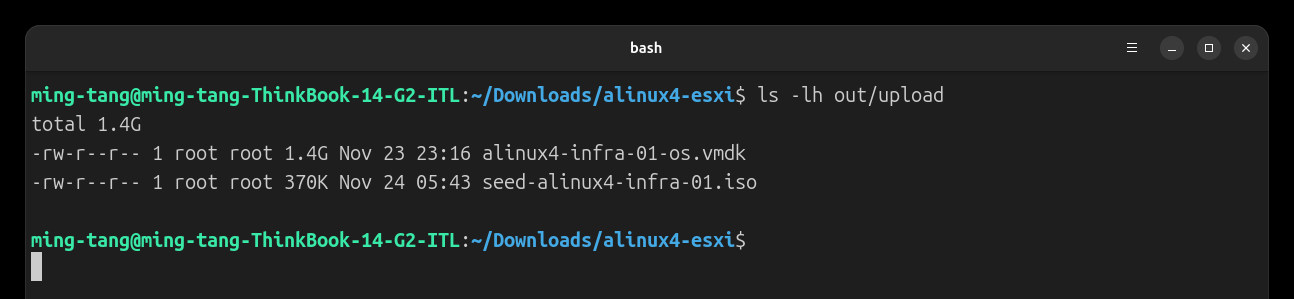 bash
ming-tang@ming-tang-ThinkBook-14-G2-ITL:~/Downloads/alinux4-esxi$ ls -lh out/upload
total 1.4G
-rw-r--r-- 1 root root 1.4G Nov 23 23:16 alinux4-infra-01-os.vmdk
-rw-r--r-- 1 root root 370K Nov 24 05:43 seed-alinux4-infra-01.iso
ming-tang@ming-tang-ThinkBook-14-G2-ITL:~/Downloads/alinux4-esxi$